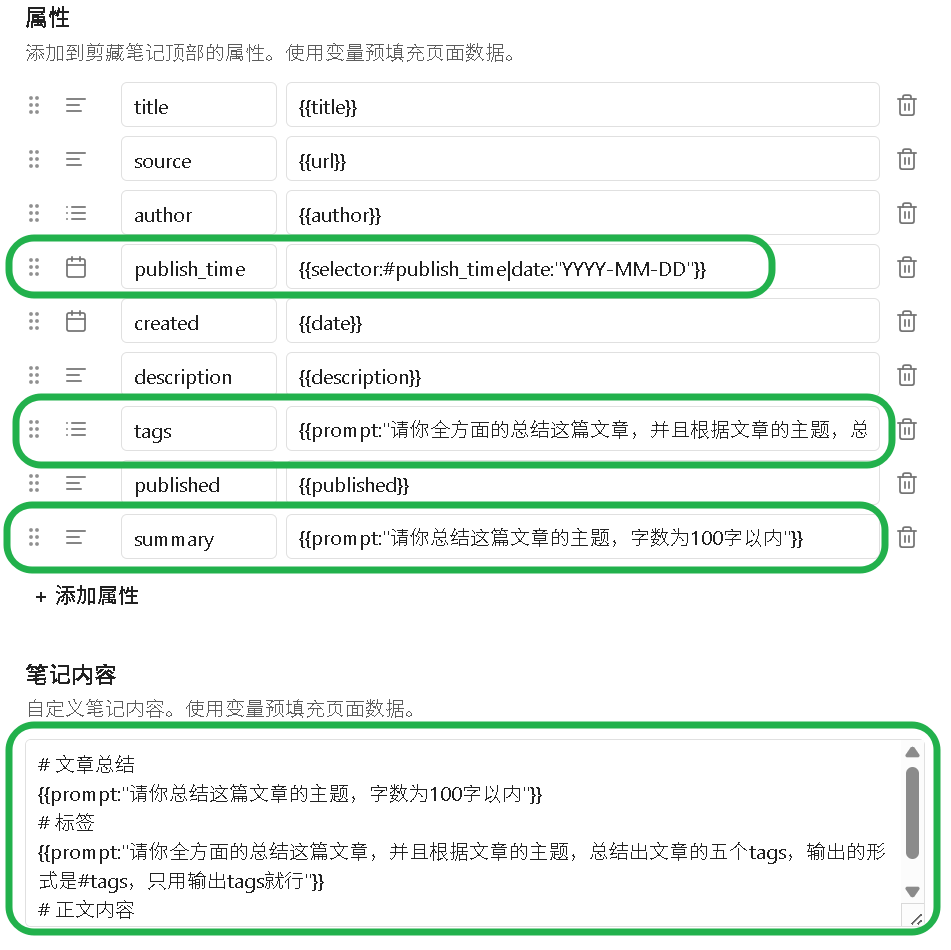 属性
添加到剪藏笔记顶部的属性。使用变量预填充页面数据。
title {{title}}
source {{url}}
author {{author}}
publish_time {{selector:#publish_time|date:"YYYY-MM-DD"}}
created {{date}}
description {{description}}
tags {{prompt:"请你全方面的总结这篇文章，并且根据文章的主题，总
published {{published}}
summary {{prompt:"请你总结这篇文章的主题，字数为100字以内"}}
+ 添加属性
笔记内容
自定义笔记内容。使用变量预填充页面数据。
# 文章总结
{{prompt:"请你总结这篇文章的主题，字数为100字以内"}}
# 标签
{{prompt:"请你全方面的总结这篇文章，并且根据文章的主题，总结出文章的五个tags，输出的形
式是#tags，只用输出tags就行"}}
# 正文内容